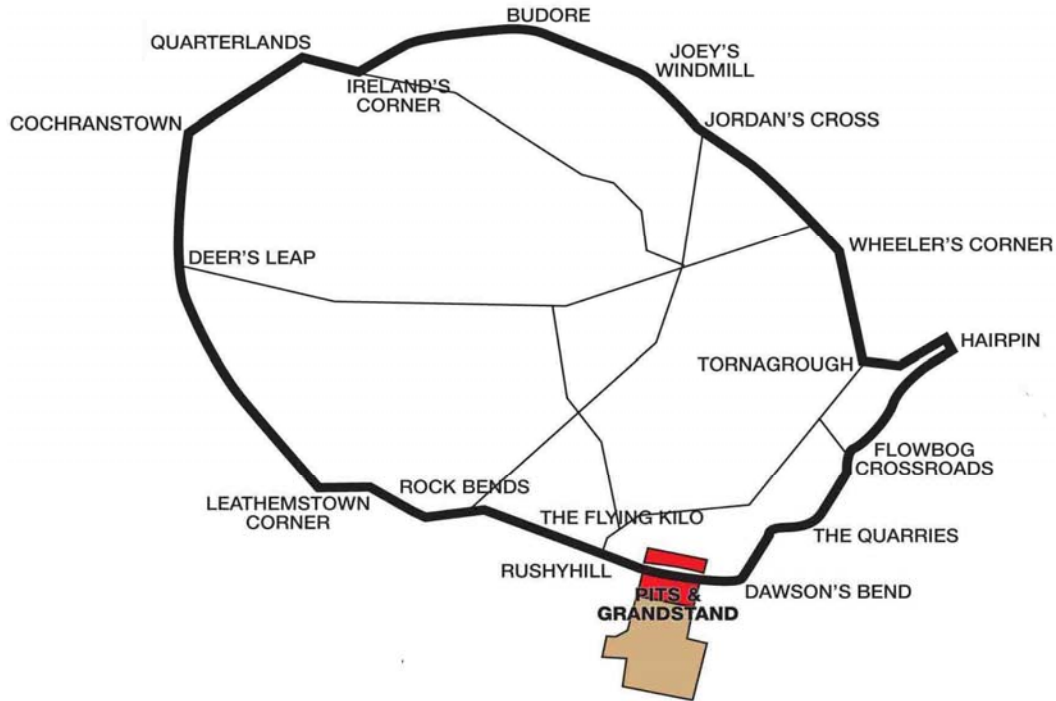 BUDORE
QUARTERLANDS
JOEY'S
WINDMILL
IRELAND'S
CORNER
COCHRANSTOWN
JORDAN'S CROSS
WHEELER'S CORNER
DEER'S LEAP
HAIRPIN
TORNAGROUGH
FLOWBOG
CROSSROADS
ROCK BENDS
LEATHEMSTOWN
CORNER
THE FLYING KILO
THE QUARRIES
RUSHYHILL
DAWSON'S BEND
PITS &
GRANDSTAND